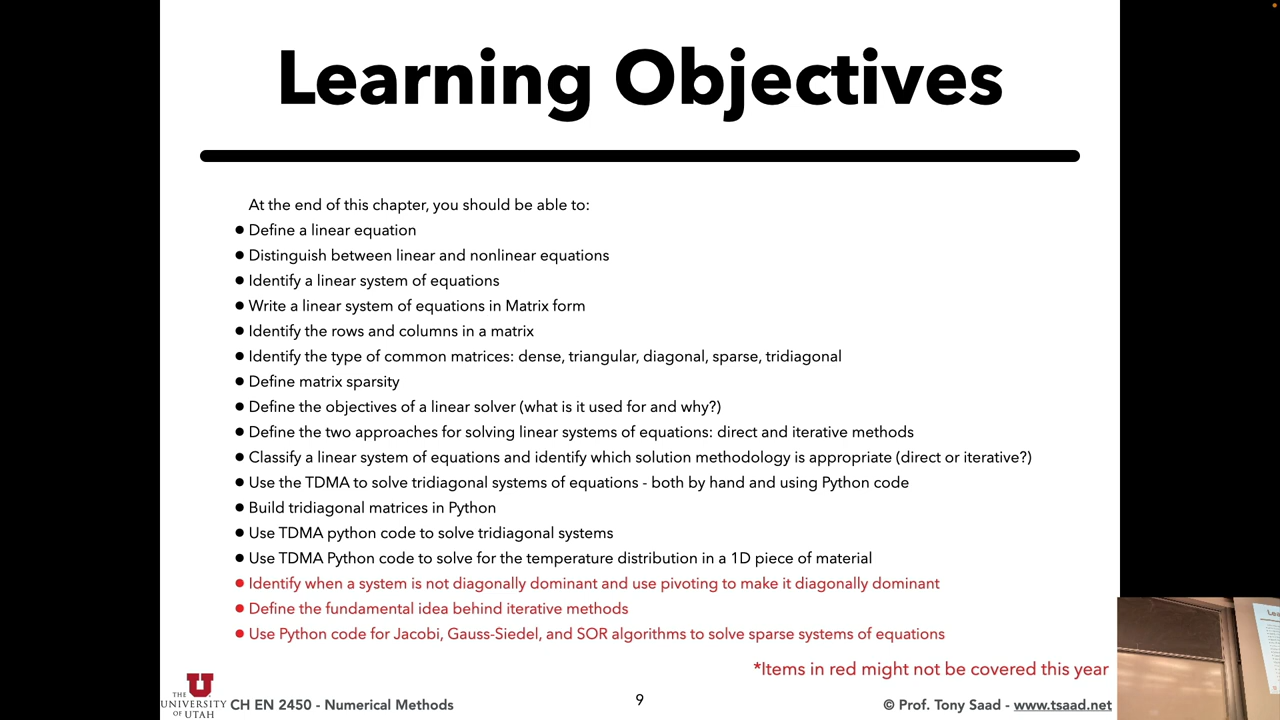 Learning Objectives
At the end of this chapter, you should be able to:
● Define a linear equation
● Distinguish between linear and nonlinear equations
● Identify a linear system of equations
● Write a linear system of equations in Matrix form
● Identify the rows and columns in a matrix
● Identify the type of common matrices: dense, triangular, diagonal, sparse, tridiagonal
● Define matrix sparsity
● Define the objectives of a linear solver (what is it used for and why?)
● Define the two approaches for solving linear systems of equations: direct and iterative methods
● Classify a linear system of equations and identify which solution methodology is appropriate (direct or iterative?)
● Use the TDMA to solve tridiagonal systems of equations - both by hand and using Python code
● Build tridiagonal matrices in Python
● Use TDMA python code to solve tridiagonal systems
● Use TDMA Python code to solve for the temperature distribution in a 1D piece of material
● Identify when a system is not diagonally dominant and use pivoting to make it diagonally dominant
● Define the fundamental idea behind iterative methods
● Use Python code for Jacobi, Gauss-Siedel, and SOR algorithms to solve sparse systems of equations
*Items in red might not be covered this year
U
THE
UNIVERSITY
OF UTAH
CH EN 2450 - Numerical Methods
9
© Prof. Tony Saad - www.tsaad.net